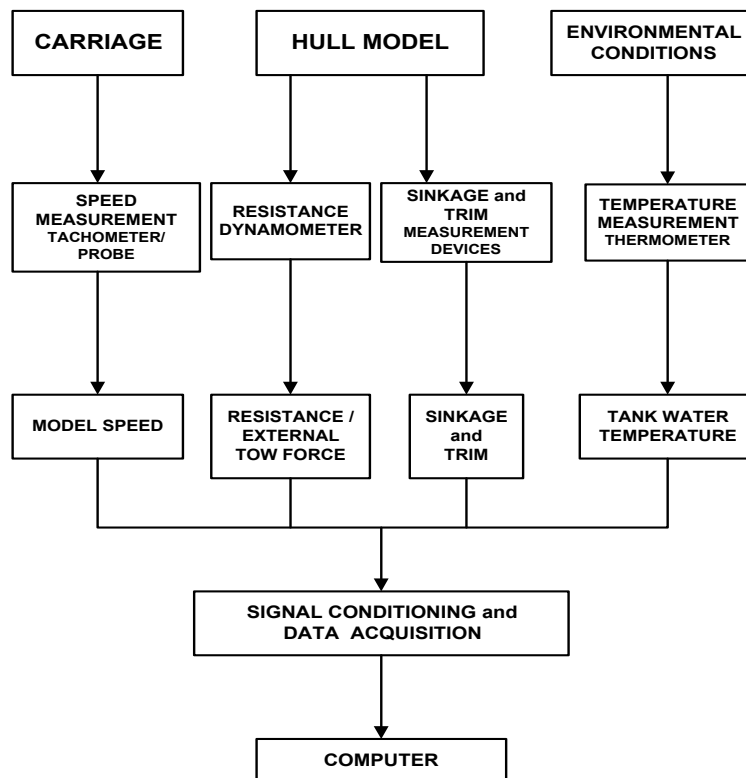 CARRIAGE
HULL MODEL
ENVIRONMENTAL
CONDITIONS
SPEED
MEASUREMENT
TACHOMETER/
PROBE
RESISTANCE
DYNAMOMETER
SINKAGE and
TRIM
MEASUREMENT
DEVICES
TEMPERATURE
MEASUREMENT
THERMOMETER
MODEL SPEED
RESISTANCE /
EXTERNAL
TOW FORCE
SINKAGE
and
TRIM
TANK WATER
TEMPERATURE
SIGNAL CONDITIONING and
DATA ACQUISITION
COMPUTER